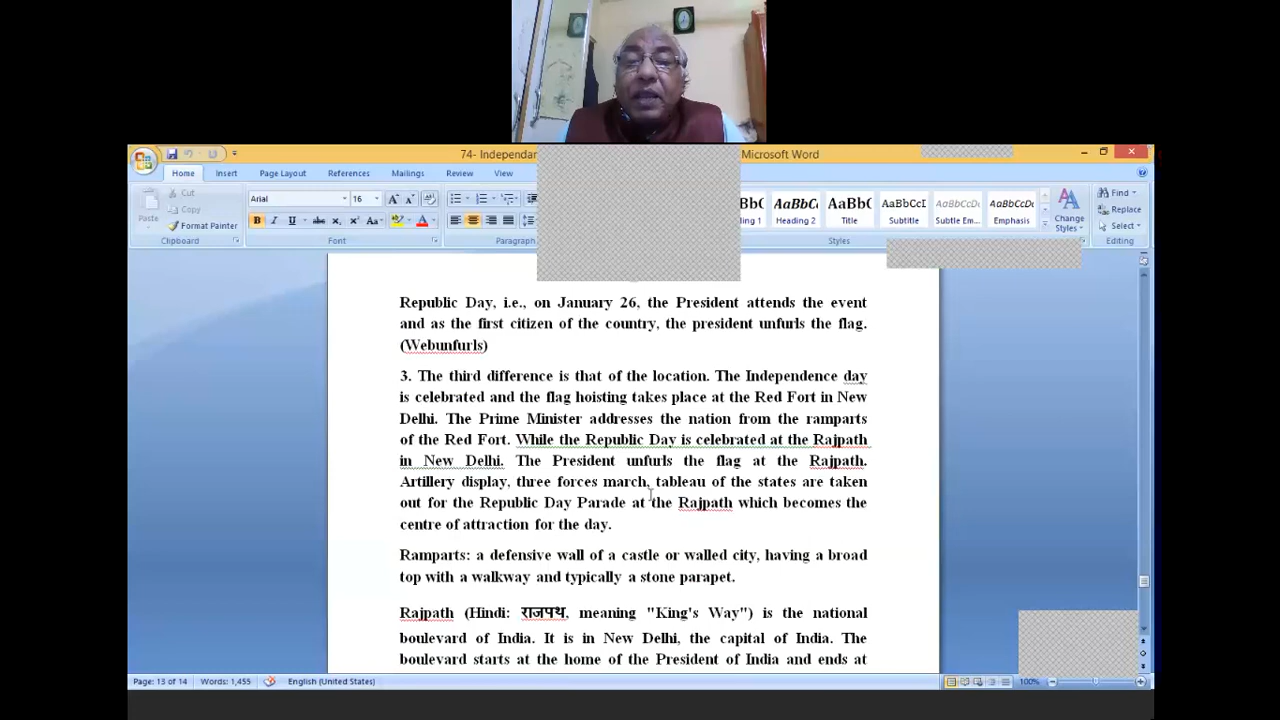 74- Independan
Microsoft Word
Home Insert Page Layout References Mailings Review View
Paste
Cut
Copy
Format Painter
Clipboard
Arial 16
Font
Paragraph
Heading 2 Title Subtitle Subtle Em... Emphasis
Change Styles
Styles
Find
Replace
Select
Editing
Republic Day, i.e., on January 26, the President attends the event
and as the first citizen of the country, the president unfurls the flag.
(Webunfurls)
3. The third difference is that of the location. The Independence day
is celebrated and the flag hoisting takes place at the Red Fort in New
Delhi. The Prime Minister addresses the nation from the ramparts
of the Red Fort. While the Republic Day is celebrated at the Rajpath
in New Delhi. The President unfurls the flag at the Rajpath.
Artillery display, three forces march, tableau of the states are taken
out for the Republic Day Parade at the Rajpath which becomes the
centre of attraction for the day.
Ramparts: a defensive wall of a castle or walled city, having a broad
top with a walkway and typically a stone parapet.
Rajpath (Hindi: राजपथ, meaning "King's Way") is the national
boulevard of India. It is in New Delhi, the capital of India. The
boulevard starts at the home of the President of India and ends at
Page: 13 of 14 Words: 1,455 English (United States) 100%